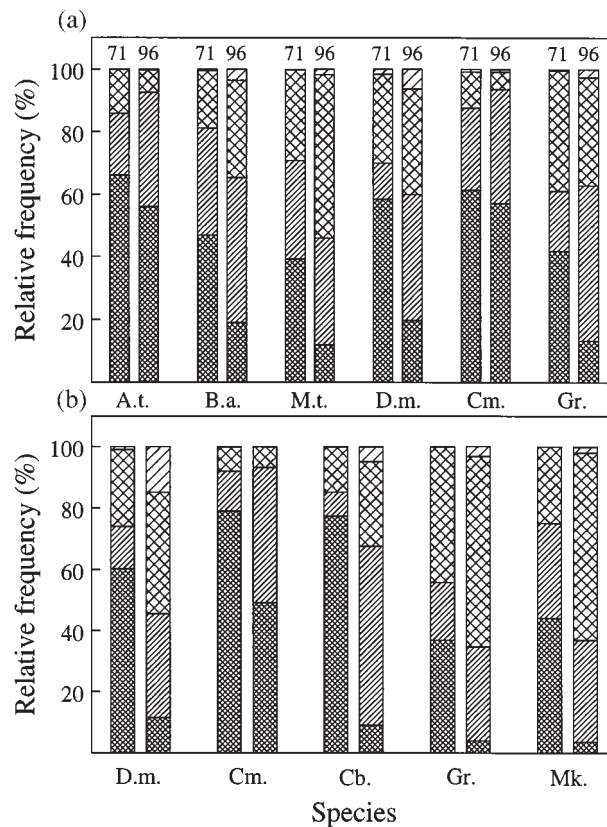 (a)
71 96 71 96 71 96 71 96 71 96 71 96
100
80
60
40
20
Relative frequency (%)
A.t. B.a. M.t. D.m. Cm. Gr.
(b)
100
80
60
40
20
Relative frequency (%)
D.m. Cm. Cb. Gr. Mk.
Species